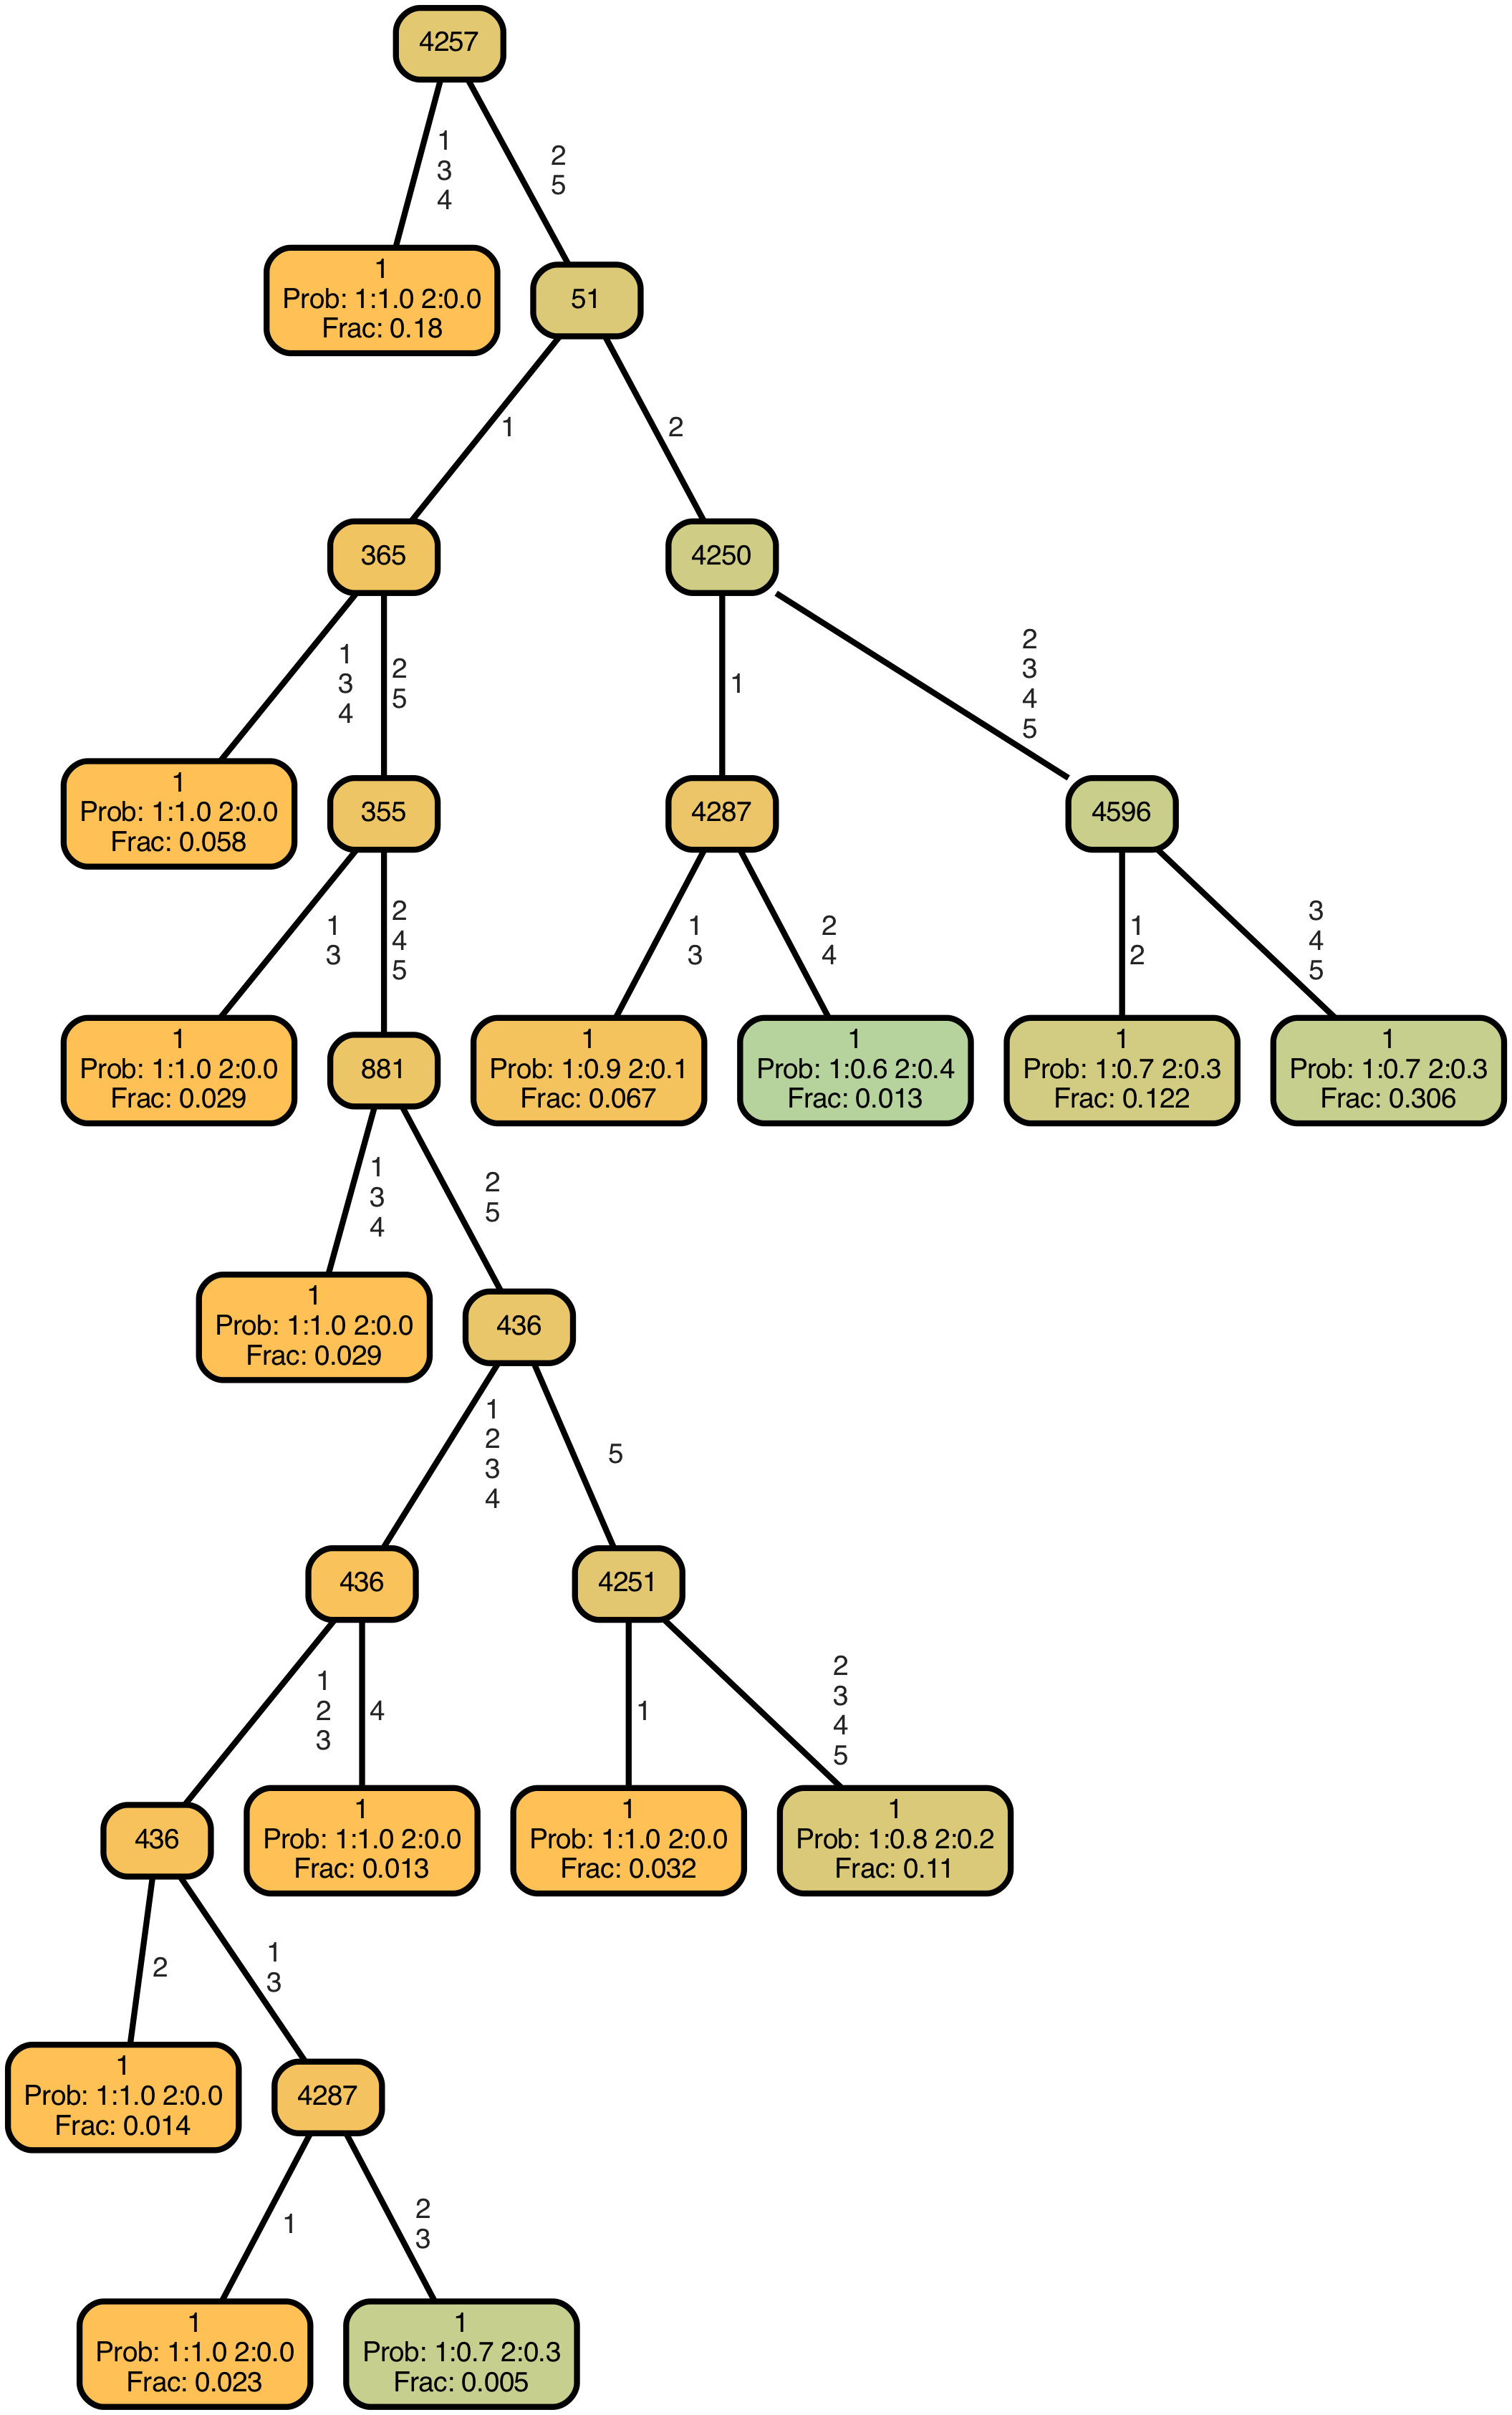 4257
1
3
4
2
5
1
Prob: 1:1.0 2:0.0
Frac: 0.18
51
1
2
365
4250
1
3
4
2
5
1
2
3
4
5
1
Prob: 1:1.0 2:0.0
Frac: 0.058
355
4287
4596
1
3
2
4
5
1
3
2
4
1
2
3
4
5
1
Prob: 1:1.0 2:0.0
Frac: 0.029
881
1
Prob: 1:0.9 2:0.1
Frac: 0.067
1
Prob: 1:0.6 2:0.4
Frac: 0.013
1
Prob: 1:0.7 2:0.3
Frac: 0.122
1
Prob: 1:0.7 2:0.3
Frac: 0.306
1
3
4
2
5
1
Prob: 1:1.0 2:0.0
Frac: 0.029
436
1
2
3
4
5
436
4251
1
2
3
4
1
2
3
4
5
436
1
Prob: 1:1.0 2:0.0
Frac: 0.013
1
Prob: 1:1.0 2:0.0
Frac: 0.032
1
Prob: 1:0.8 2:0.2
Frac: 0.11
2
1
3
1
Prob: 1:1.0 2:0.0
Frac: 0.014
4287
1
2
3
1
Prob: 1:1.0 2:0.0
Frac: 0.023
1
Prob: 1:0.7 2:0.3
Frac: 0.005